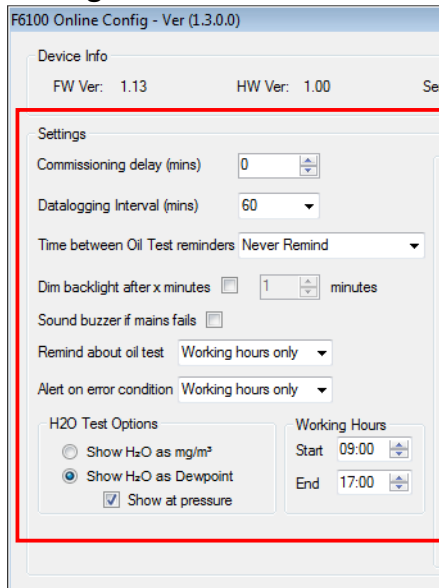 F6100 Online Config - Ver (1.3.0.0)
Device Info
FW Ver: 1.13 HW Ver: 1.00 Se
Settings
Commissioning delay (mins) 0
Datalogging Interval (mins) 60
Time between Oil Test reminders Never Remind
Dim backlight after x minutes 1 minutes
Sound buzzer if mains fails
Remind about oil test Working hours only
Alert on error condition Working hours only
H2O Test Options
Show H₂O as mg/m³
Show H₂O as Dewpoint
Show at pressure
Working Hours
Start 09:00
End 17:00